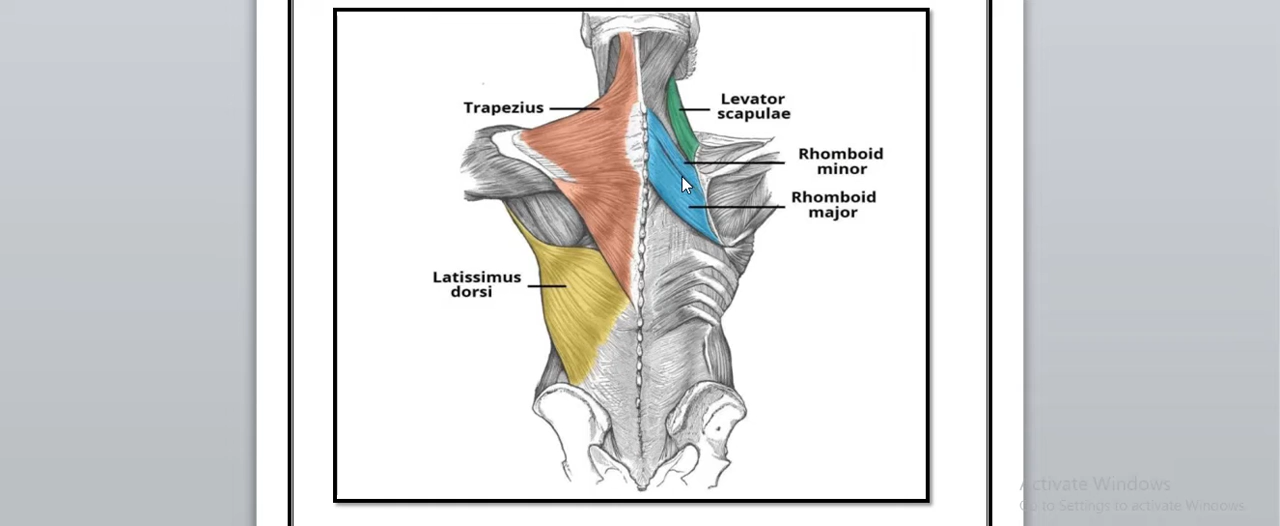 Trapezius
Levator
scapulae
Rhomboid
minor
Rhomboid
major
Latissimus
dorsi
Activate Windows
Go to Settings to activate Windows.